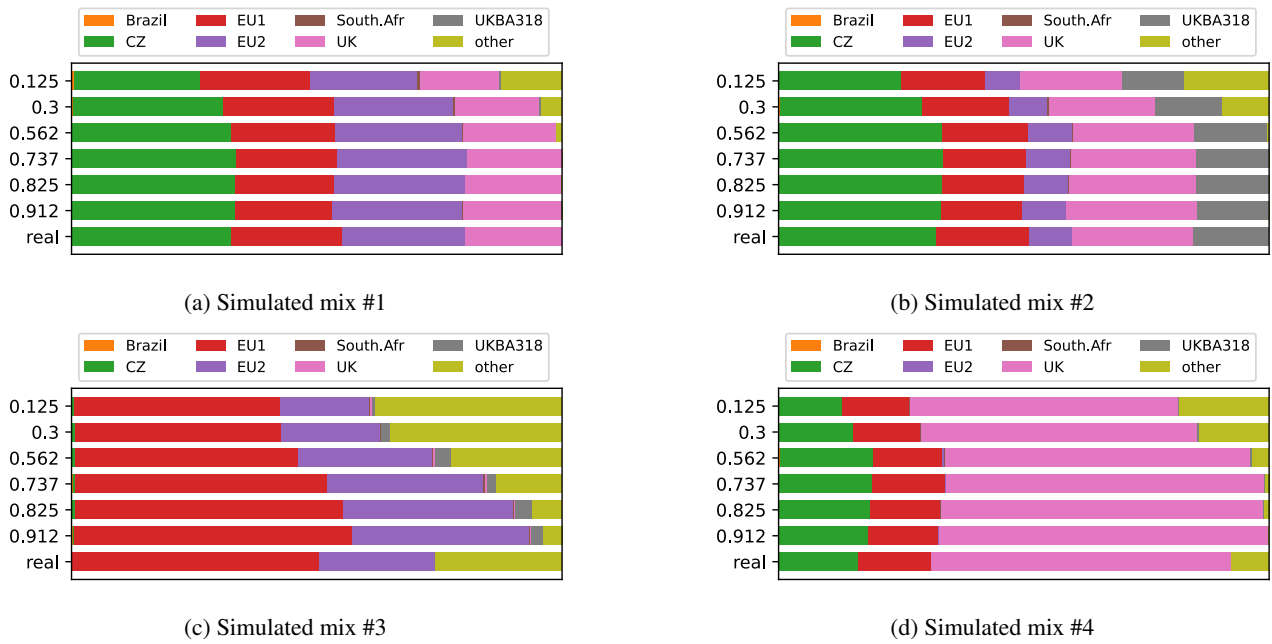 Brazil EU1 South.Afr UKBA318
CZ EU2 UK other
0.125
0.3
0.562
0.737
0.825
0.912
real
(a) Simulated mix #1
Brazil EU1 South.Afr UKBA318
CZ EU2 UK other
0.125
0.3
0.562
0.737
0.825
0.912
real
(b) Simulated mix #2
Brazil EU1 South.Afr UKBA318
CZ EU2 UK other
0.125
0.3
0.562
0.737
0.825
0.912
real
(c) Simulated mix #3
Brazil EU1 South.Afr UKBA318
CZ EU2 UK other
0.125
0.3
0.562
0.737
0.825
0.912
real
(d) Simulated mix #4